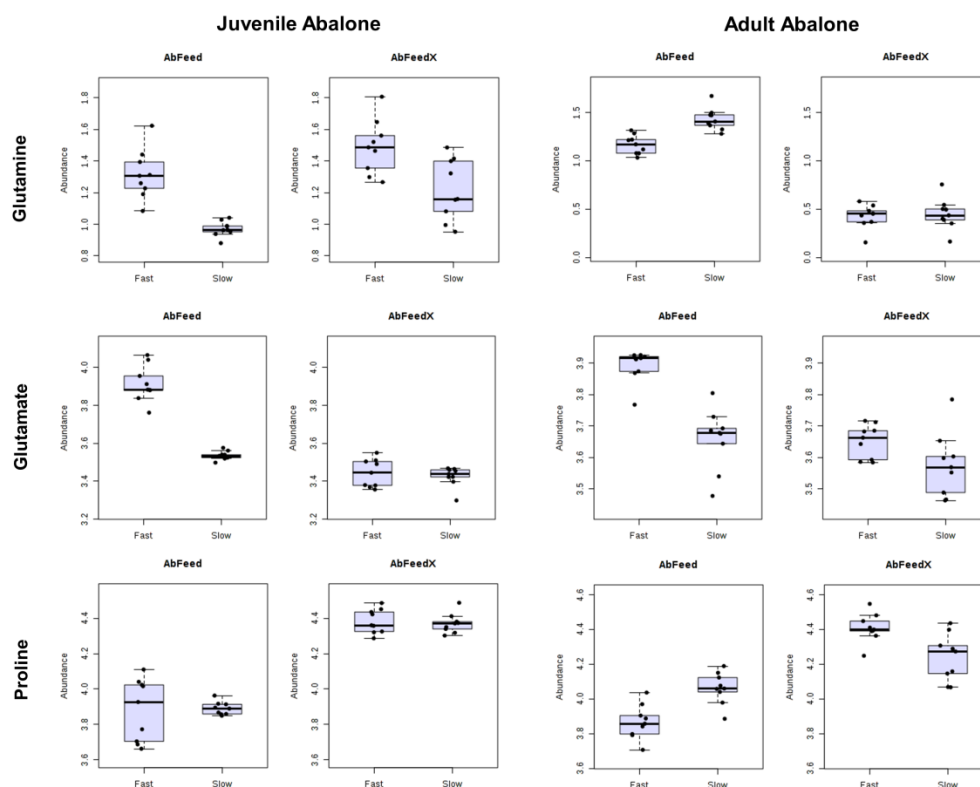 Juvenile Abalone
Adult Abalone
Glutamine
AbFeed
Abundance
0.8 1.0 1.2 1.4 1.6 1.8
Fast Slow
AbFeedX
Abundance
0.8 1.0 1.2 1.4 1.6 1.8
Fast Slow
AbFeed
Abundance
0.0 0.5 1.0 1.5
Fast Slow
AbFeedX
Abundance
0.0 0.5 1.0 1.5
Fast Slow
Glutamate
AbFeed
Abundance
3.2 3.4 3.6 3.8 4.0
Fast Slow
AbFeedX
Abundance
3.2 3.4 3.6 3.8 4.0
Fast Slow
AbFeed
Abundance
3.5 3.6 3.7 3.8 3.9
Fast Slow
AbFeedX
Abundance
3.5 3.6 3.7 3.8 3.9
Fast Slow
Proline
AbFeed
Abundance
3.6 3.8 4.0 4.2 4.4
Fast Slow
AbFeedX
Abundance
3.6 3.8 4.0 4.2 4.4
Fast Slow
AbFeed
Abundance
3.6 3.8 4.0 4.2 4.4 4.6
Fast Slow
AbFeedX
Abundance
3.6 3.8 4.0 4.2 4.4 4.6
Fast Slow